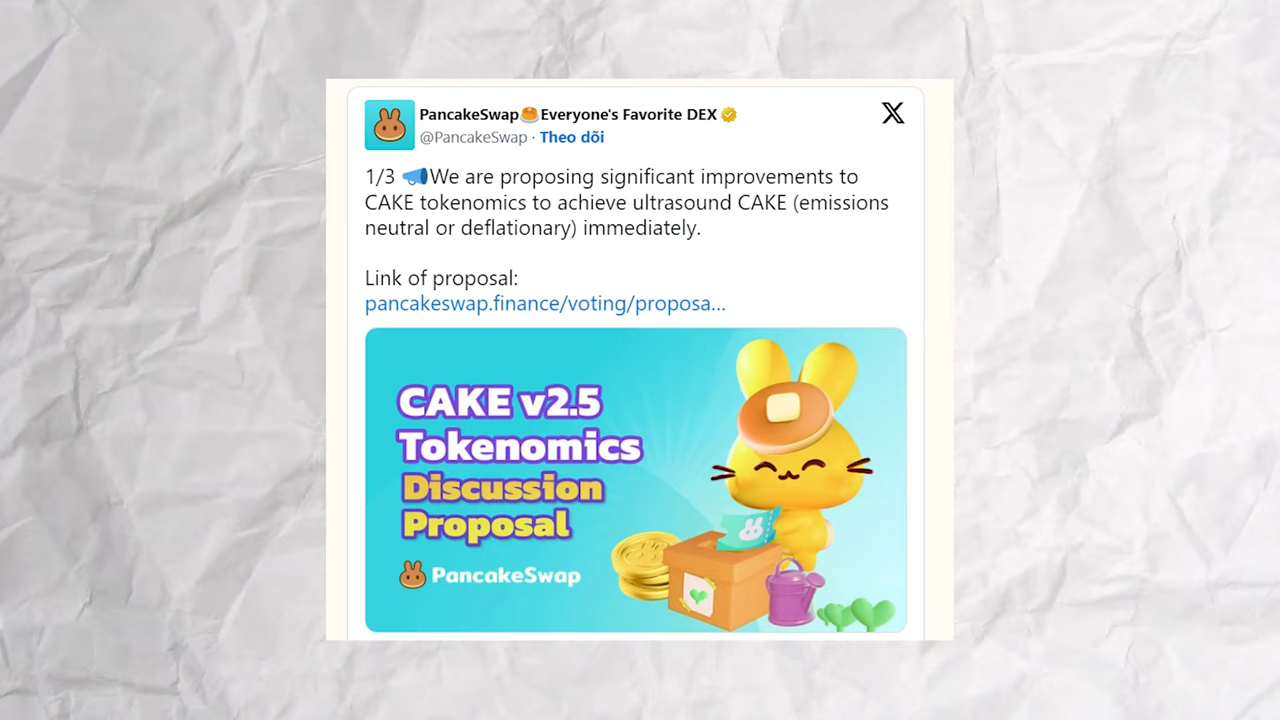 PancakeSwap🥞Everyone's Favorite DEX
@PancakeSwap · Theo dõi
1/3 📣We are proposing significant improvements to
CAKE tokenomics to achieve ultrasound CAKE (emissions
neutral or deflationary) immediately.
Link of proposal:
pancakeswap.finance/voting/proposa...
CAKE v2.5
Tokenomics
Discussion
Proposal
PancakeSwap